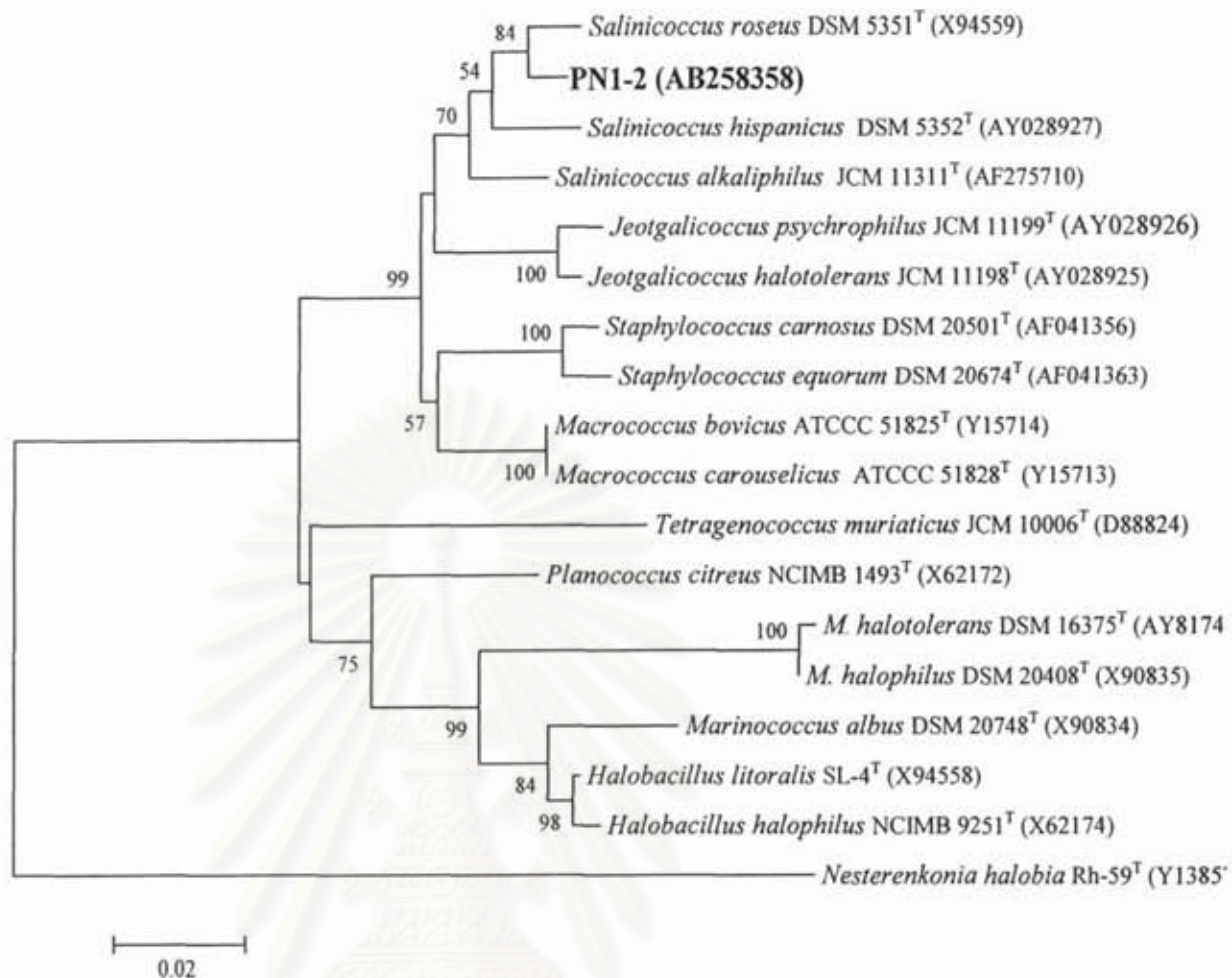 84
Salinicoccus roseus DSM 5351ᵀ (X94559)
PN1-2 (AB258358)
54
Salinicoccus hispanicus DSM 5352ᵀ (AY028927)
70
Salinicoccus alkaliphilus JCM 11311ᵀ (AF275710)
Jeotgalicoccus psychrophilus JCM 11199ᵀ (AY028926)
99
100
Jeotgalicoccus halotolerans JCM 11198ᵀ (AY028925)
100
Staphylococcus carnosus DSM 20501ᵀ (AF041356)
Staphylococcus equorum DSM 20674ᵀ (AF041363)
57
Macrococcus bovicus ATCCC 51825ᵀ (Y15714)
100
Macrococcus carouselicus ATCCC 51828ᵀ (Y15713)
Tetragenococcus muriaticus JCM 10006ᵀ (D88824)
Planococcus citreus NCIMB 1493ᵀ (X62172)
100
M. halotolerans DSM 16375ᵀ (AY8174
75
M. halophilus DSM 20408ᵀ (X90835)
99
Marinococcus albus DSM 20748ᵀ (X90834)
84
Halobacillus litoralis SL-4ᵀ (X94558)
98
Halobacillus halophilus NCIMB 9251ᵀ (X62174)
Nesterenkonia halobia Rh-59ᵀ (Y1385
0.02